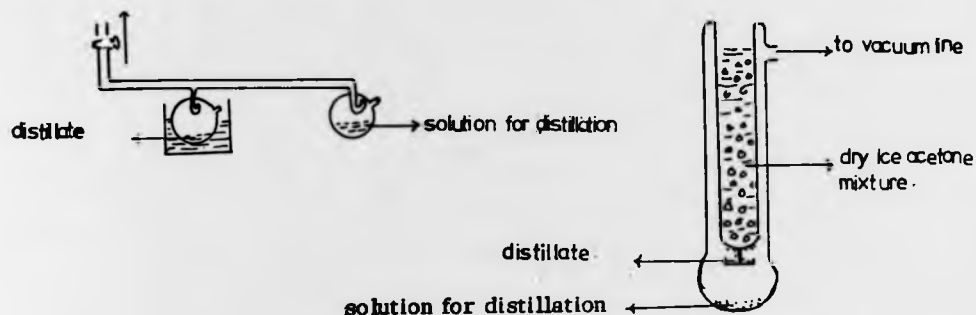 distillate
solution for distillation
to vacuum line
dry ice acetone
mixture.
distillate
solution for distillation